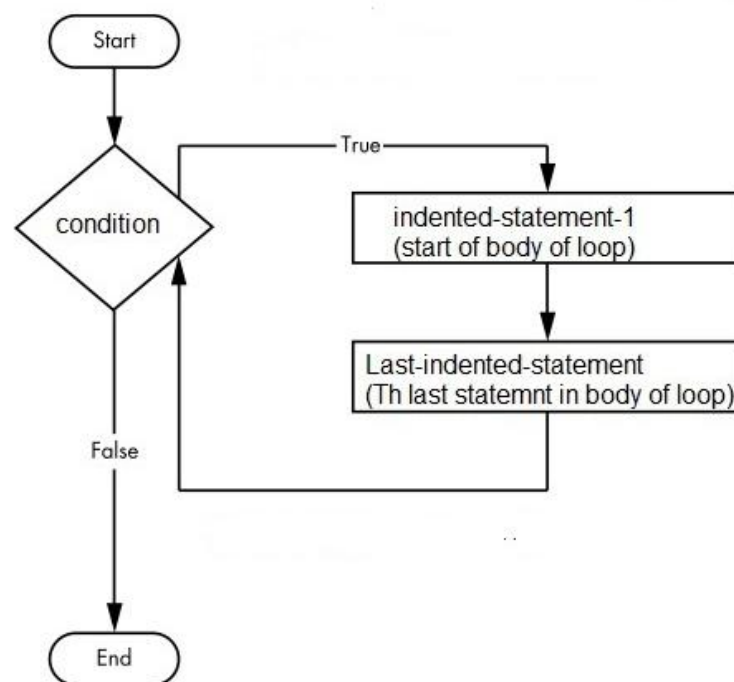 Start
True
condition
indented-statement-1
(start of body of loop)
Last-indented-statement
(Th last statemnt in body of loop)
False
End